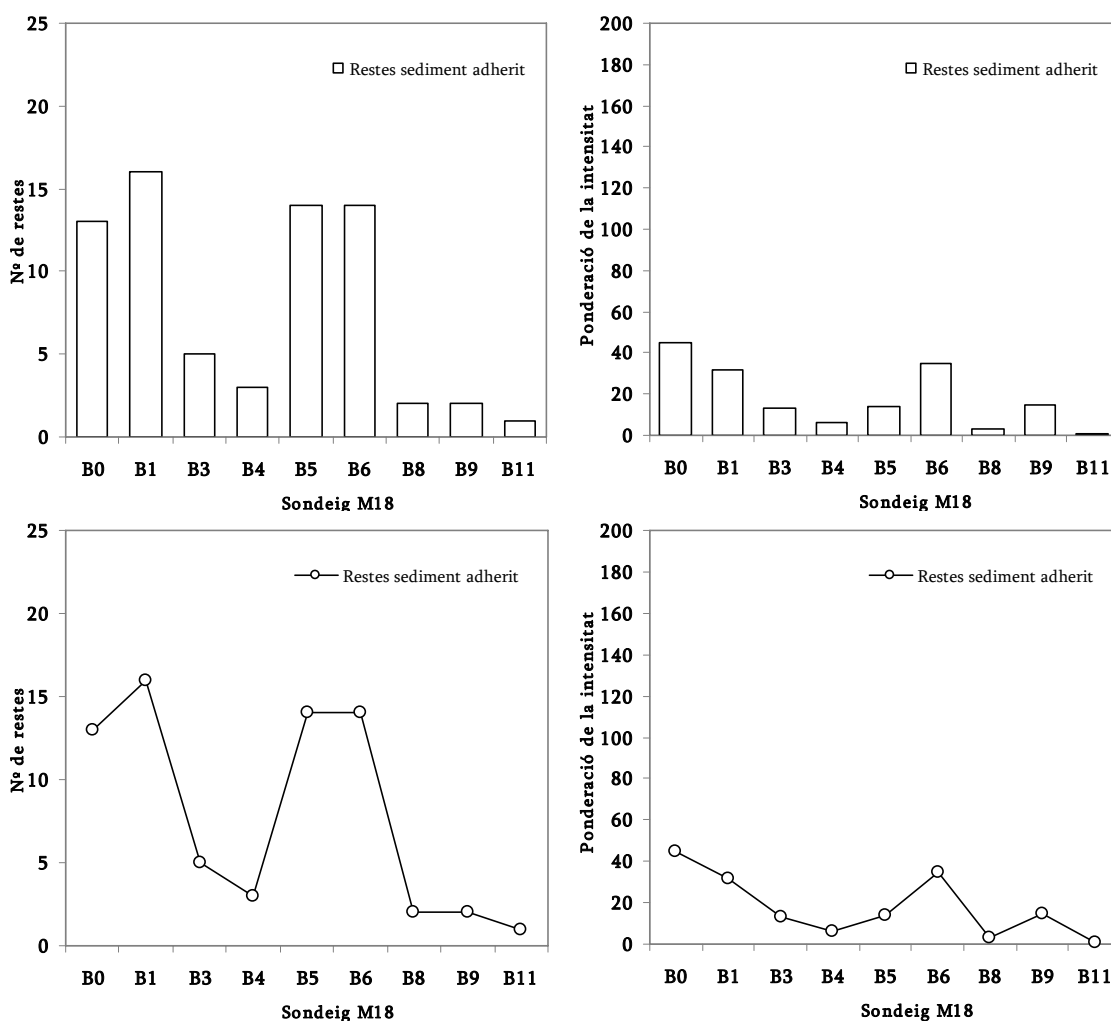 25
20
15
10
5
0
Nº de restes
Restes sediment adherit
B0 B1 B3 B4 B5 B6 B8 B9 B11
Sondeig M18
200
180
160
140
120
100
80
60
40
20
0
Ponderació de la intensitat
Restes sediment adherit
B0 B1 B3 B4 B5 B6 B8 B9 B11
Sondeig M18
25
20
15
10
5
0
Nº de restes
Restes sediment adherit
B0 B1 B3 B4 B5 B6 B8 B9 B11
Sondeig M18
200
180
160
140
120
100
80
60
40
20
0
Ponderació de la intensitat
Restes sediment adherit
B0 B1 B3 B4 B5 B6 B8 B9 B11
Sondeig M18